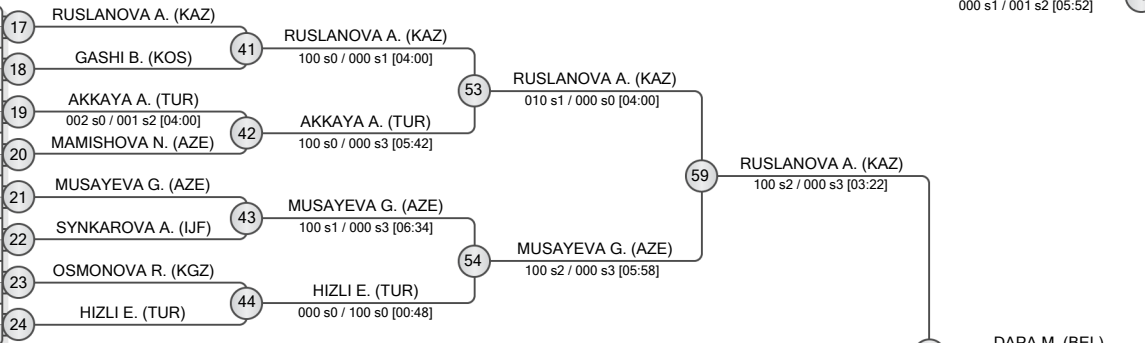 000 s1 / 001 s2 [05:52]
17
RUSLANOVA A. (KAZ)
41
RUSLANOVA A. (KAZ)
100 s0 / 000 s1 [04:00]
18
GASHI B. (KOS)
53
RUSLANOVA A. (KAZ)
010 s1 / 000 s0 [04:00]
19
AKKAYA A. (TUR)
002 s0 / 001 s2 [04:00]
42
AKKAYA A. (TUR)
100 s0 / 000 s3 [05:42]
20
MAMISHOVA N. (AZE)
59
RUSLANOVA A. (KAZ)
100 s2 / 000 s3 [03:22]
21
MUSAYEVA G. (AZE)
43
MUSAYEVA G. (AZE)
100 s1 / 000 s3 [06:34]
22
SYNKAROVA A. (IJF)
54
MUSAYEVA G. (AZE)
100 s2 / 000 s3 [05:58]
23
OSMONOVA R. (KGZ)
44
HIZLI E. (TUR)
000 s0 / 100 s0 [00:48]
24
HIZLI E. (TUR)